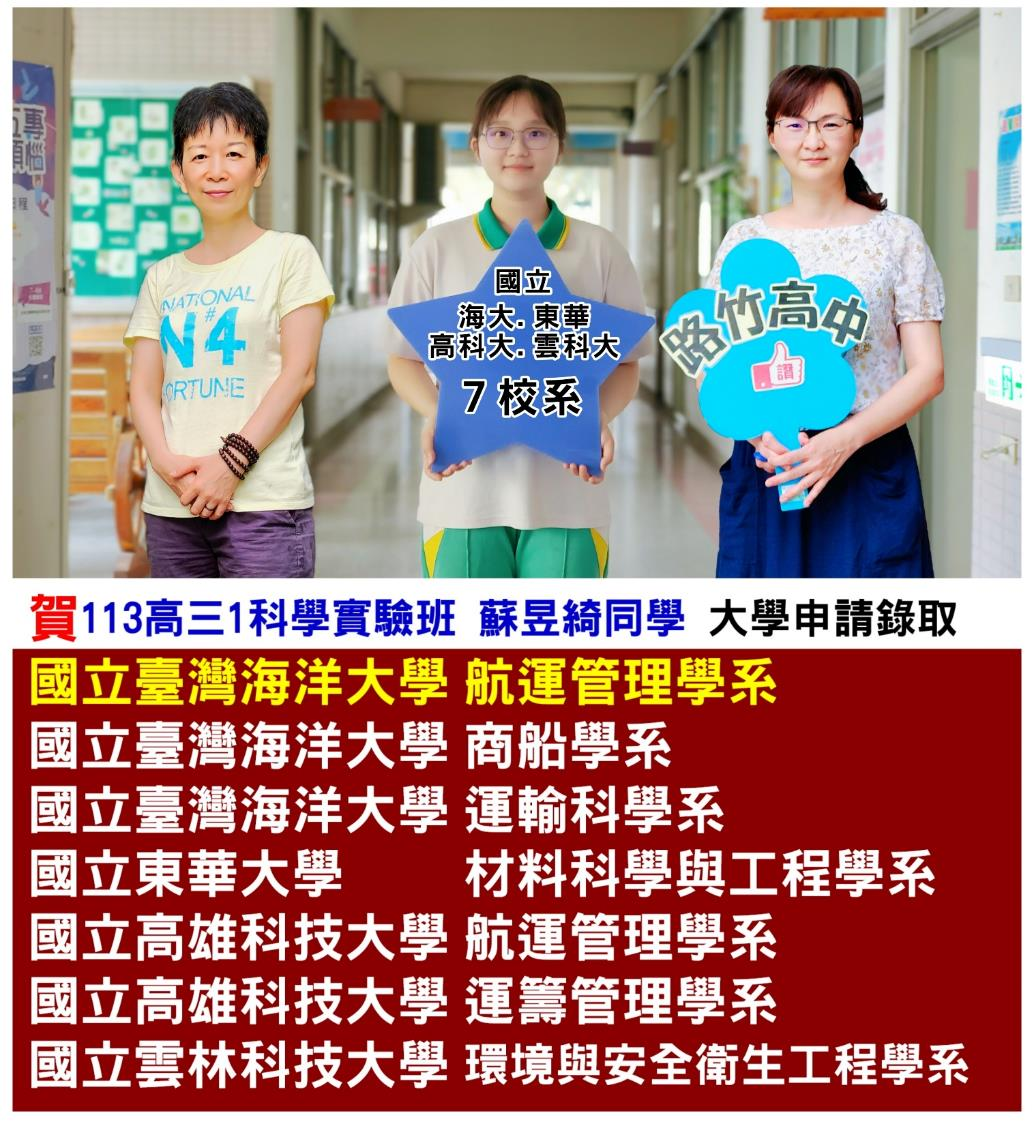 五專
NATIONAL
#
N4
FORTUNE
國立
海大.東華
高科大.雲科大
7校系
路竹高中
讚
賀113高三1科學實驗班 蘇昱綺同學 大學申請錄取
國立臺灣海洋大學 航運管理學系
國立臺灣海洋大學 商船學系
國立臺灣海洋大學 運輸科學系
國立東華大學 材料科學與工程學系
國立高雄科技大學 航運管理學系
國立高雄科技大學 運籌管理學系
國立雲林科技大學 環境與安全衛生工程學系